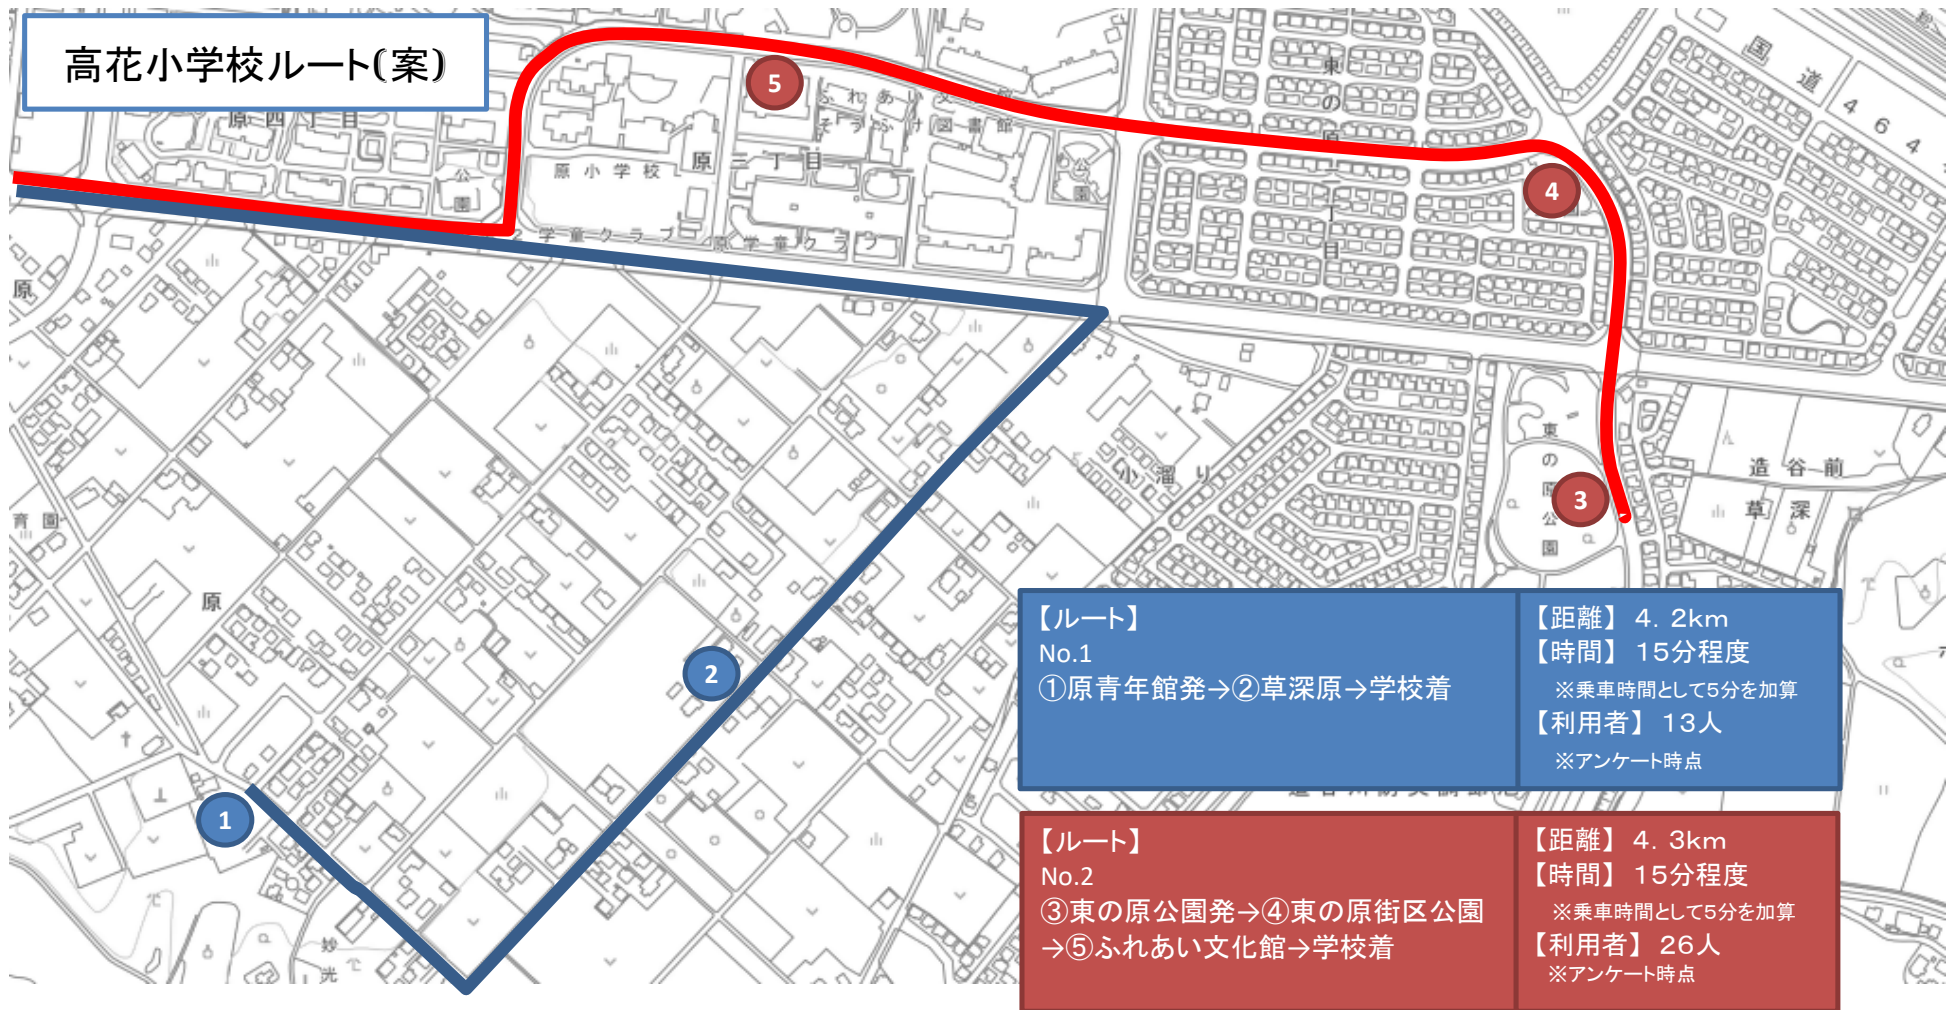 高花小学校ルート(案)
国道464
東の原
三丁目
ふれあい文化館
そうふけ図書館
原四丁目
公園
原小学校
原三丁目
公園
学童クラブ
原学童クラブ
原
小溜り
東の原公園
造谷前
草深
育園
原
妙光
1
2
3
4
5
【ルート】
No.1
①原青年館発→②草深原→学校着
【距離】 4. 2km
【時間】 15分程度
※乗車時間として5分を加算
【利用者】 13人
※アンケート時点
【ルート】
No.2
③東の原公園発→④東の原街区公園
→⑤ふれあい文化館→学校着
【距離】 4. 3km
【時間】 15分程度
※乗車時間として5分を加算
【利用者】 26人
※アンケート時点